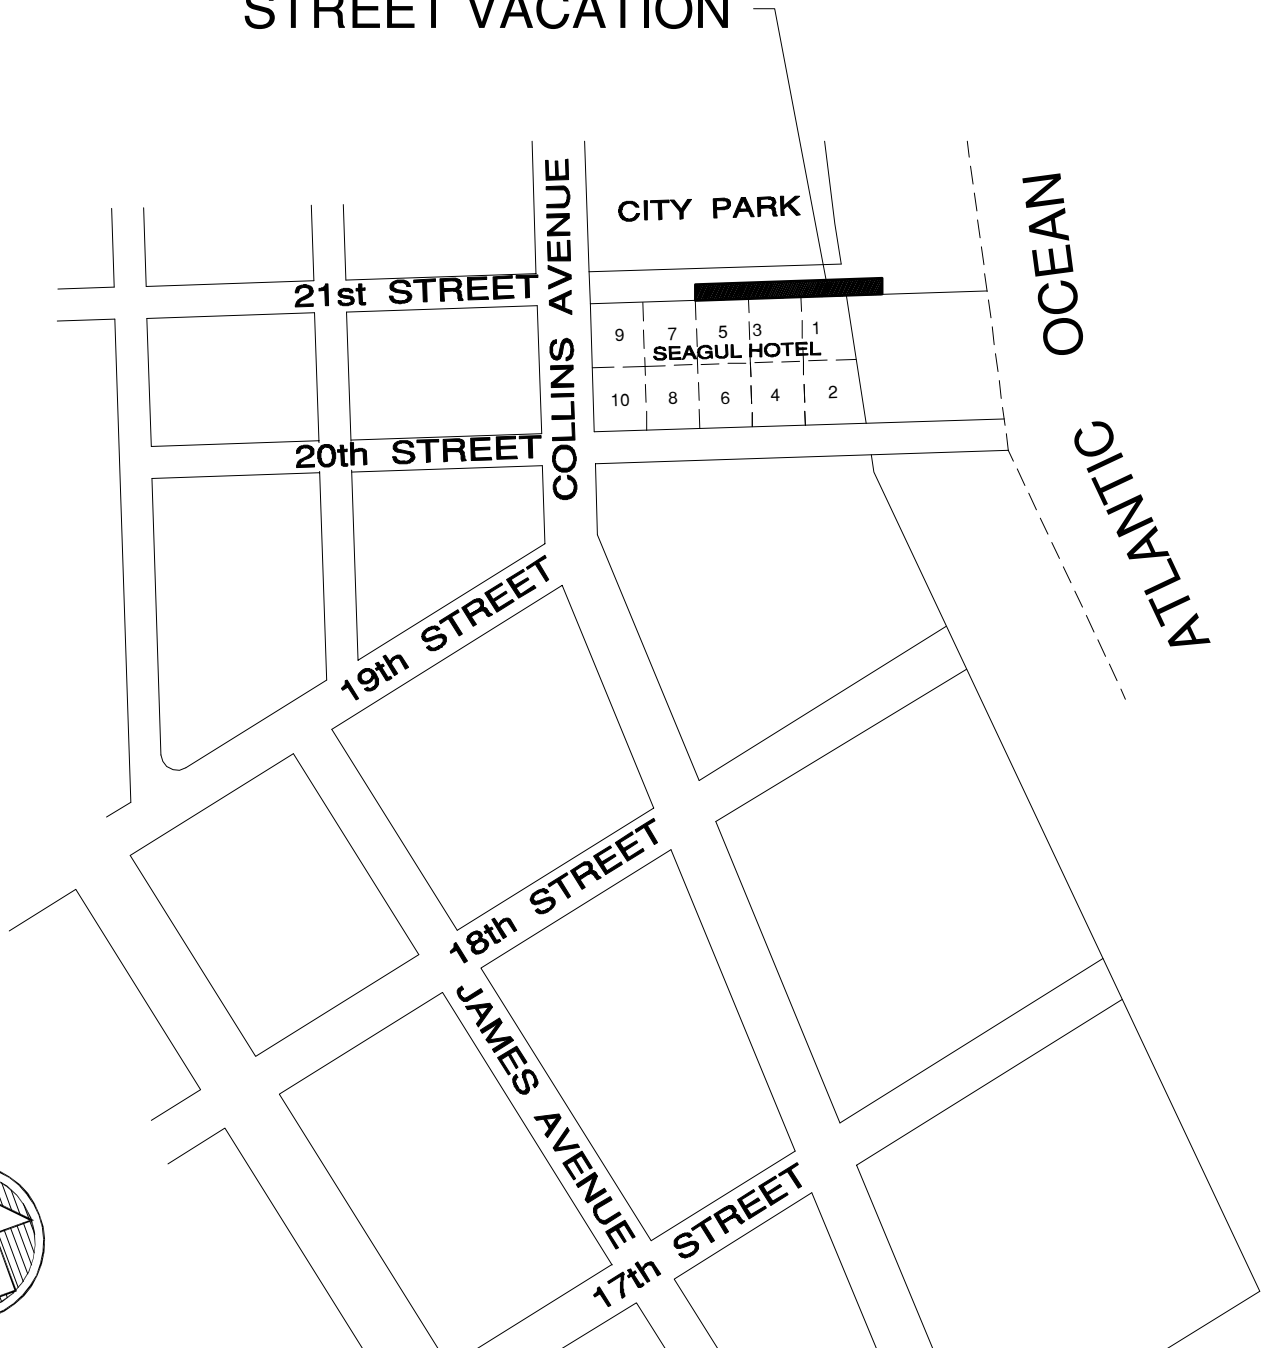 STREET VACATION
COLLINS AVENUE
CITY PARK
OCEAN
21st STREET
9 7 5 3 1
SEAGUL HOTEL
10 8 6 4 2
20th STREET
ATLANTIC
19th STREET
18th STREET
JAMES AVENUE
17th STREET